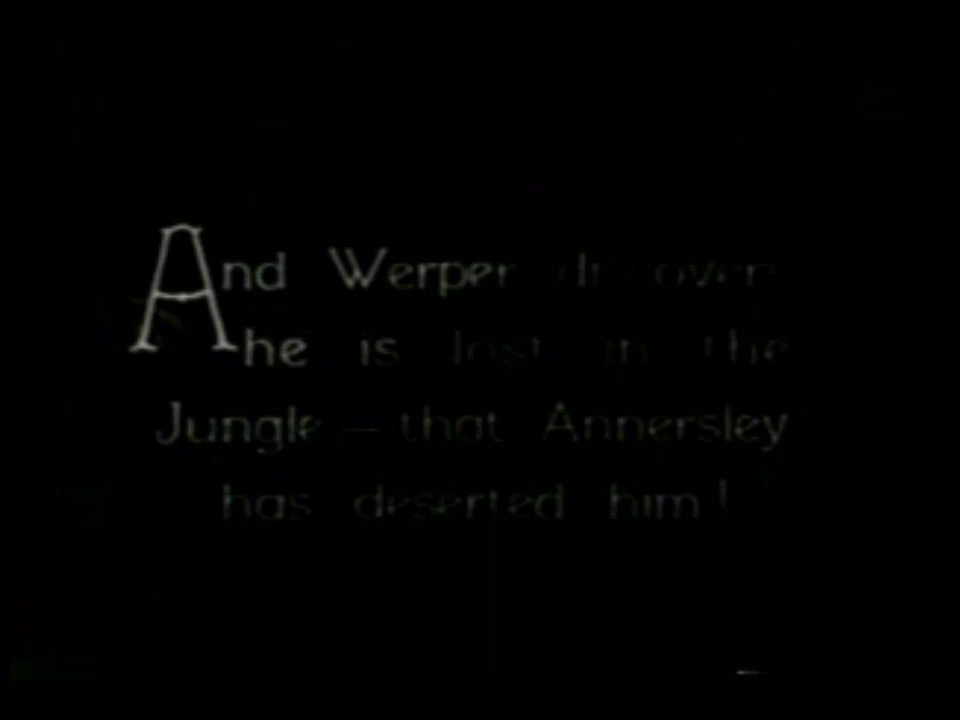 And Werper discovers
he is lost in the
Jungle — that Annersley
has deserted him!